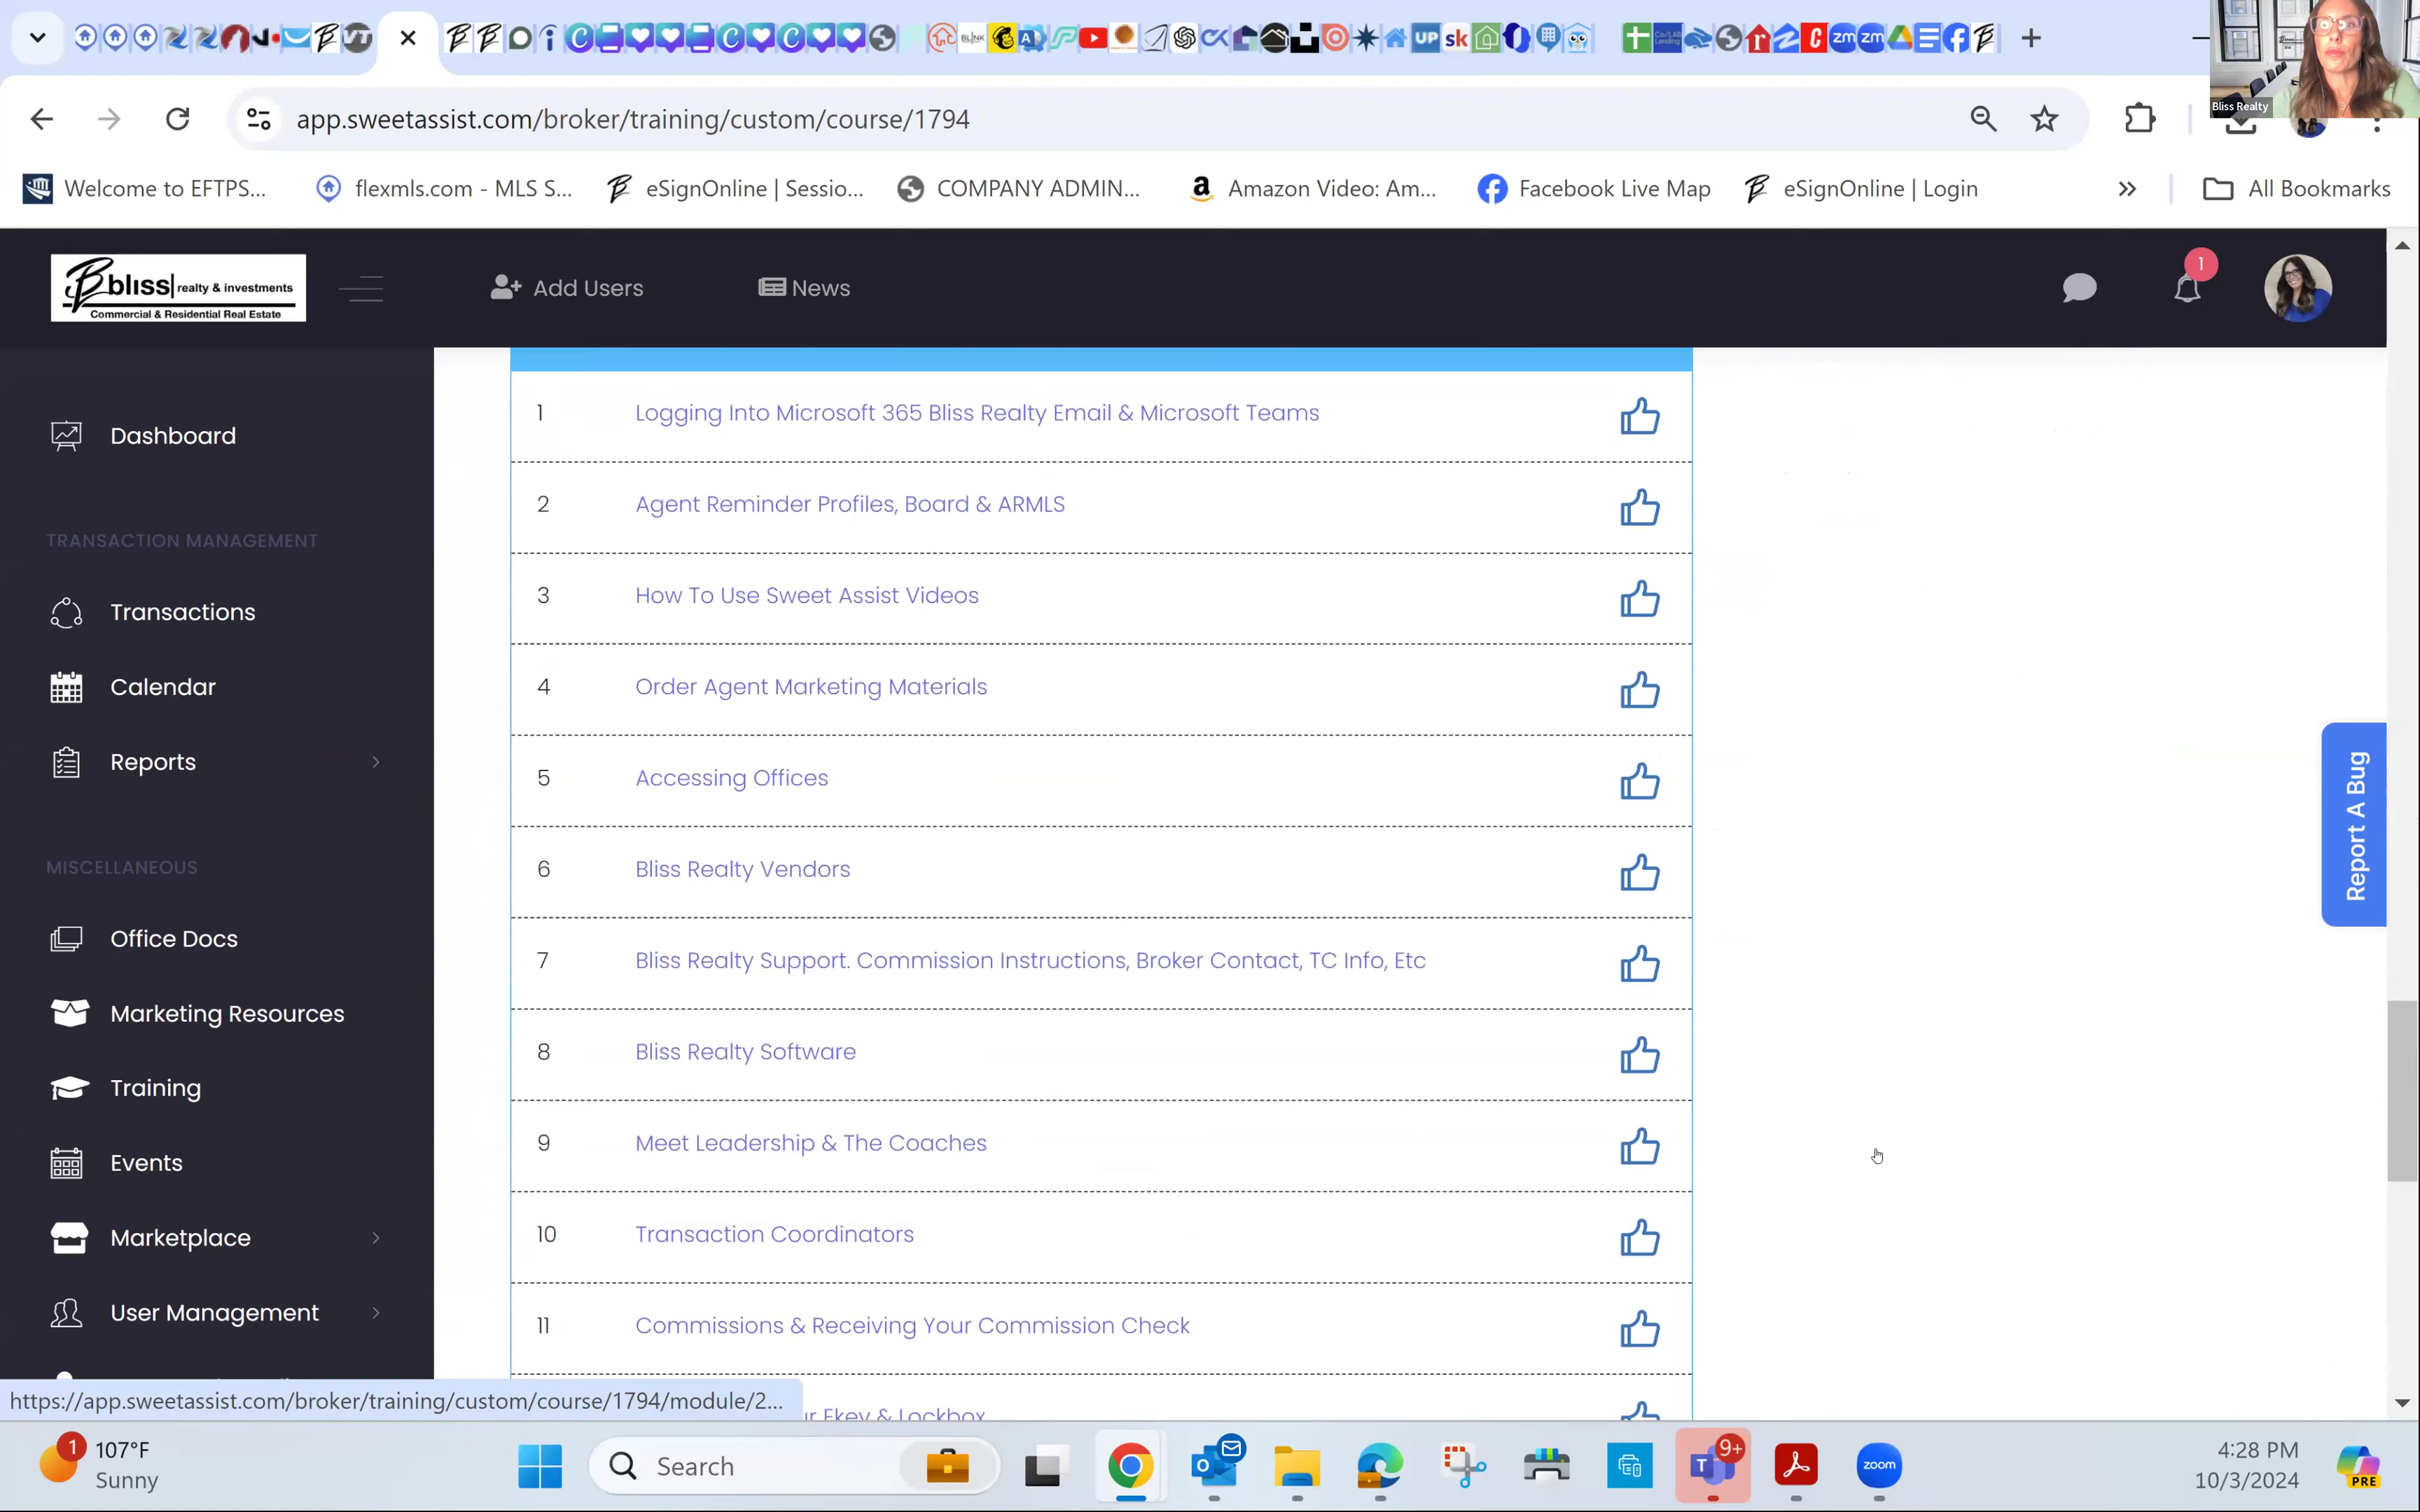 app.sweetassist.com/broker/training/custom/course/1794
Bliss Realty
Welcome to EFTPS...
flexmls.com - MLS S...
eSignOnline | Sessio...
COMPANY ADMIN...
Amazon Video: Am...
Facebook Live Map
eSignOnline | Login
All Bookmarks
bliss| realty & investments
Commercial & Residential Real Estate
Add Users
News
1
Dashboard
TRANSACTION MANAGEMENT
Transactions
Calendar
Reports
MISCELLANEOUS
Office Docs
Marketing Resources
Training
Events
Marketplace
User Management
1 Logging Into Microsoft 365 Bliss Realty Email & Microsoft Teams
2 Agent Reminder Profiles, Board & ARMLS
3 How To Use Sweet Assist Videos
4 Order Agent Marketing Materials
5 Accessing Offices
6 Bliss Realty Vendors
7 Bliss Realty Support. Commission Instructions, Broker Contact, TC Info, Etc
8 Bliss Realty Software
9 Meet Leadership & The Coaches
10 Transaction Coordinators
11 Commissions & Receiving Your Commission Check
Ekey & Lockbox
Report A Bug
https://app.sweetassist.com/broker/training/custom/course/1794/module/2...
1
107°F
Sunny
Search
9+
zoom
4:28 PM
10/3/2024
PRE